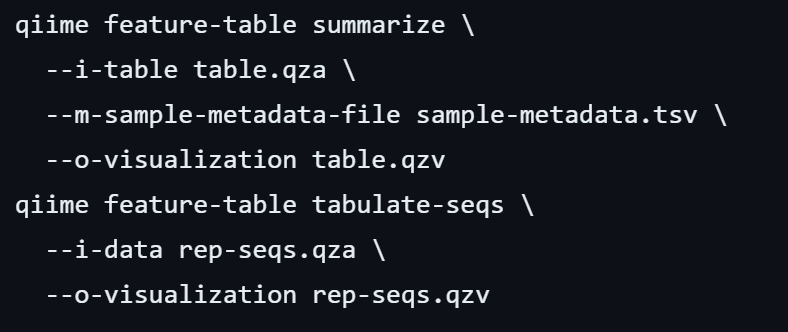 qiime feature-table summarize \
  --i-table table.qza \
  --m-sample-metadata-file sample-metadata.tsv \
  --o-visualization table.qzv
qiime feature-table tabulate-seqs \
  --i-data rep-seqs.qza \
  --o-visualization rep-seqs.qzv